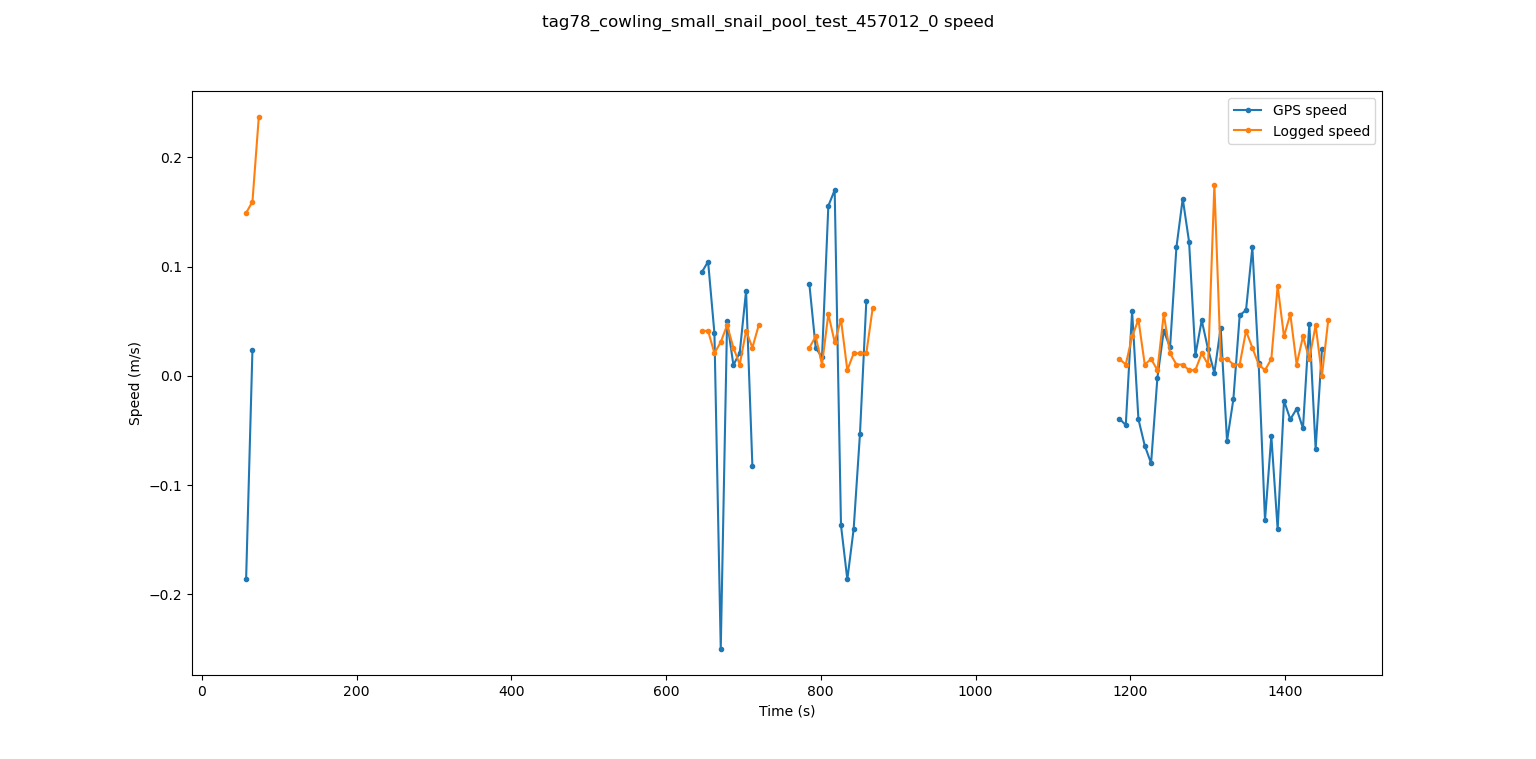 tag78_cowling_small_snail_pool_test_457012_0 speed
GPS speed
Logged speed
0.2
0.1
0.0
−0.1
−0.2
Speed (m/s)
0 200 400 600 800 1000 1200 1400
Time (s)